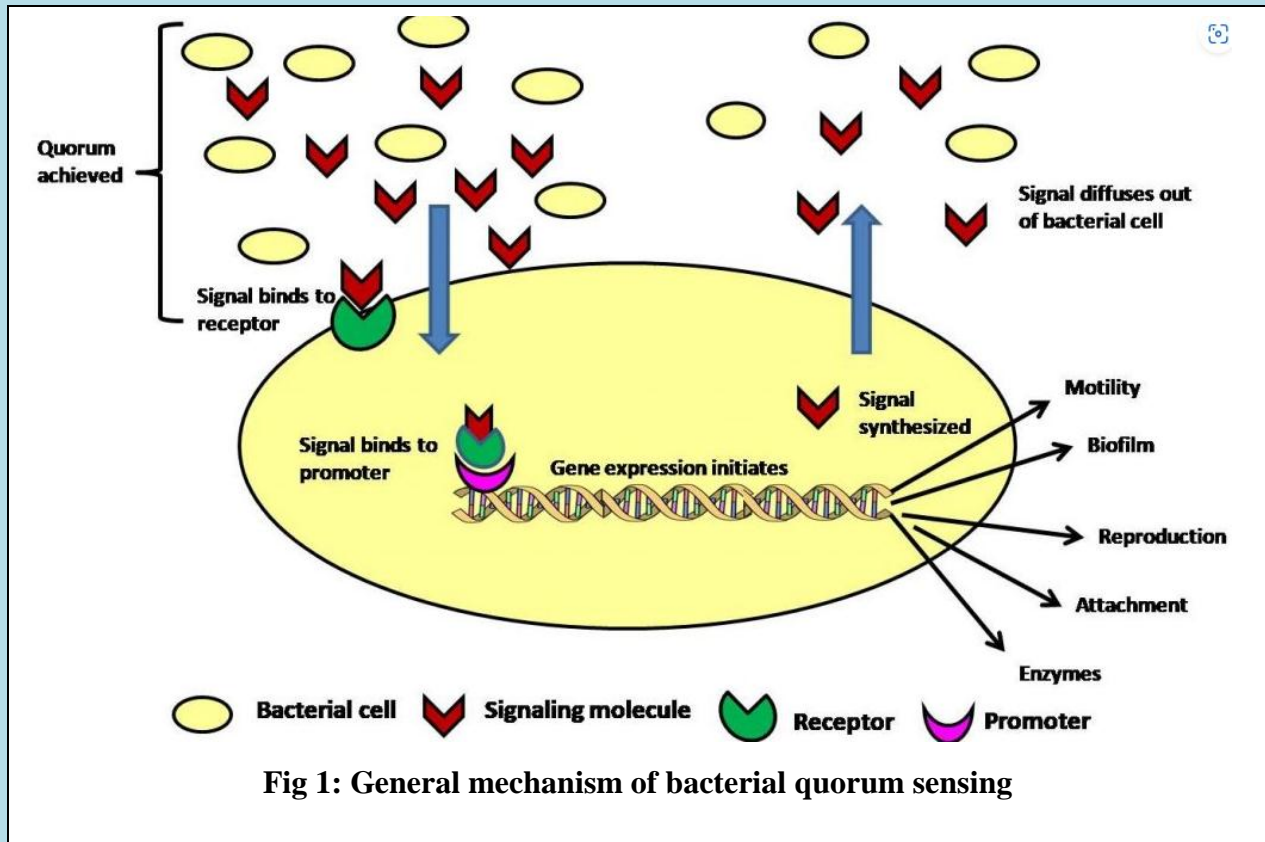 Quorum
achieved
Signal diffuses out
of bacterial cell
Signal binds to
receptor
Signal
synthesized
Motility
Signal binds to
promoter
Gene expression initiates
Biofilm
Reproduction
Attachment
Enzymes
Bacterial cell
Signaling molecule
Receptor
Promoter
Fig 1: General mechanism of bacterial quorum sensing